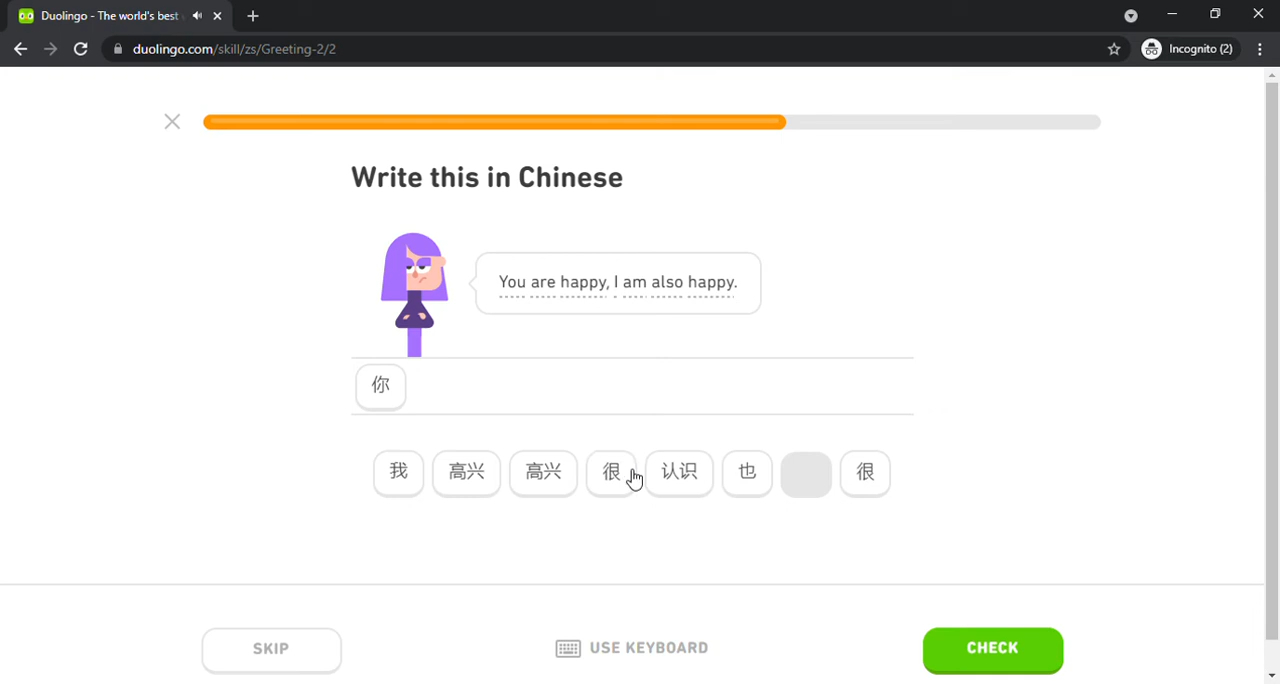 Duolingo - The world's best
duolingo.com/skill/zs/Greeting-2/2
Incognito (2)
Write this in Chinese
You are happy, I am also happy.
你
我 高兴 高兴 很 认识 也 很
SKIP
USE KEYBOARD
CHECK